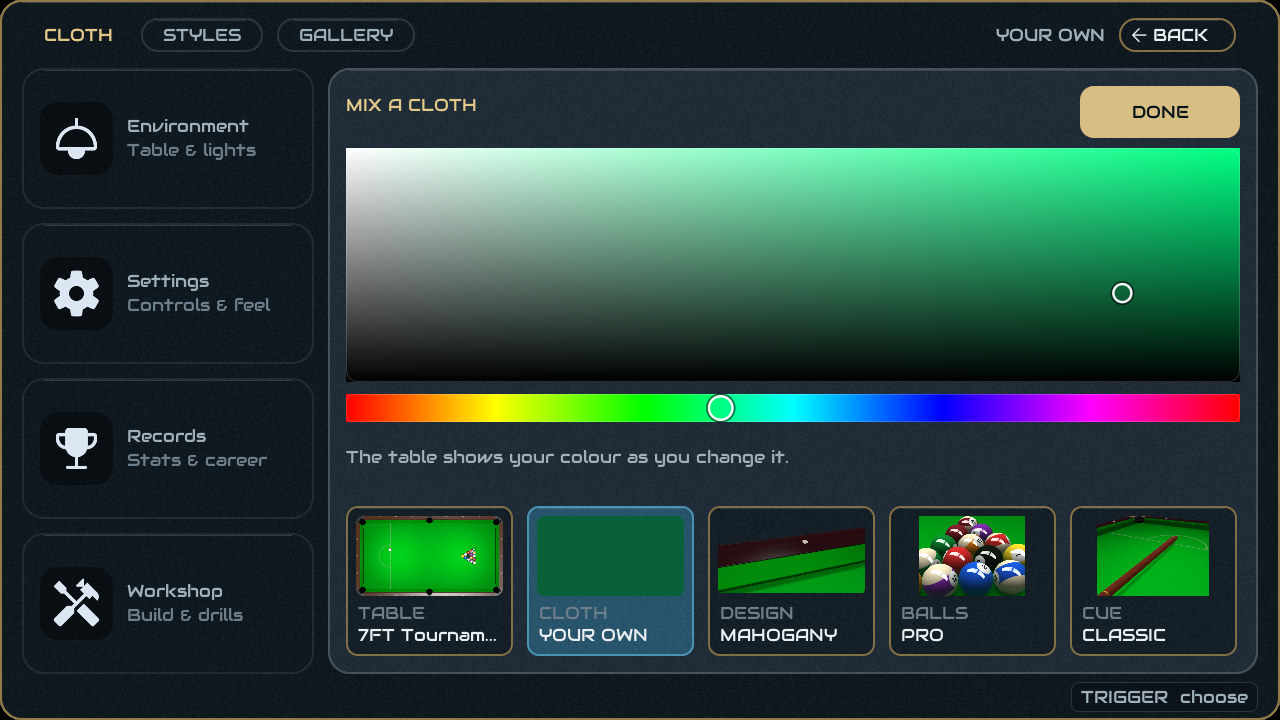 CLOTH
STYLES
GALLERY
YOUR OWN
← BACK
Environment
Table & lights
Settings
Controls & feel
Records
Stats & career
Workshop
Build & drills
MIX A CLOTH
DONE
The table shows your colour as you change it.
TABLE
7FT Tournam...
CLOTH
YOUR OWN
DESIGN
MAHOGANY
BALLS
PRO
CUE
CLASSIC
TRIGGER choose